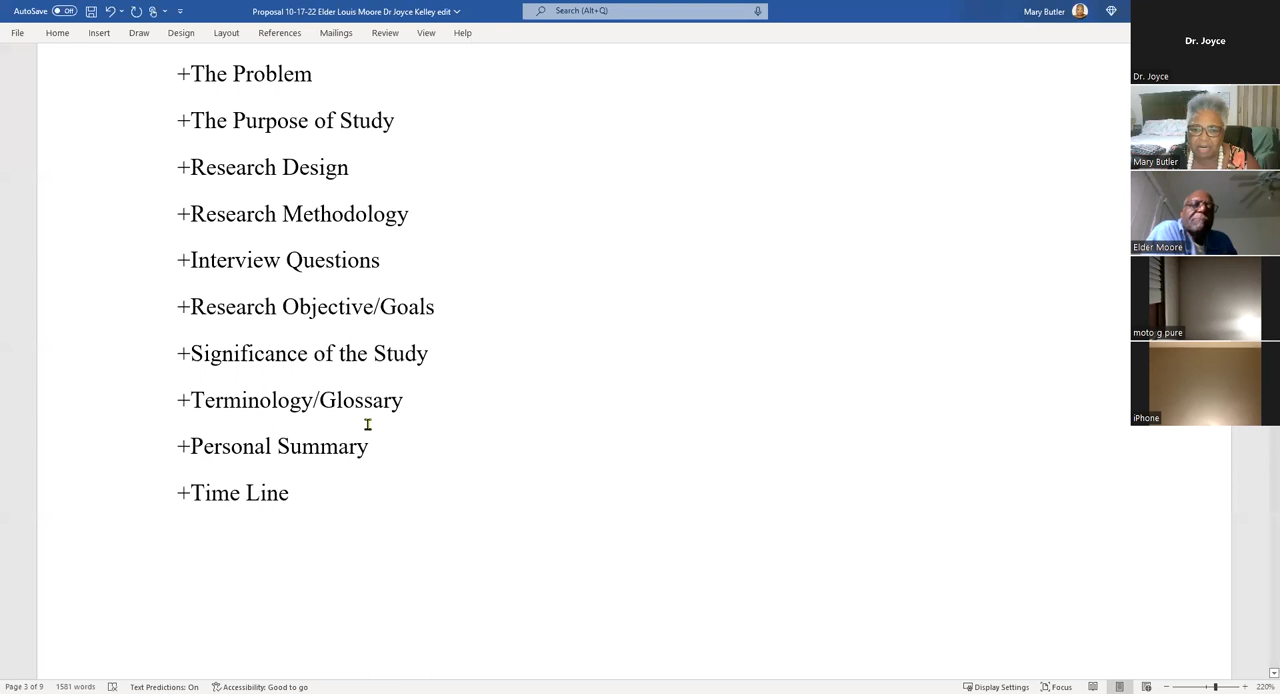 AutoSave Off Proposal 10-17-22 Elder Louis Moore Dr Joyce Kelley edit Search (Alt+Q) Mary Butler
File Home Insert Draw Design Layout References Mailings Review View Help
+The Problem
+The Purpose of Study
+Research Design
+Research Methodology
+Interview Questions
+Research Objective/Goals
+Significance of the Study
+Terminology/Glossary
+Personal Summary
+Time Line
Dr. Joyce
Dr. Joyce
Mary Butler
Elder Moore
moto g pure
iPhone
Page 3 of 9 1581 words Text Predictions: On Accessibility: Good to go Display Settings Focus 220%